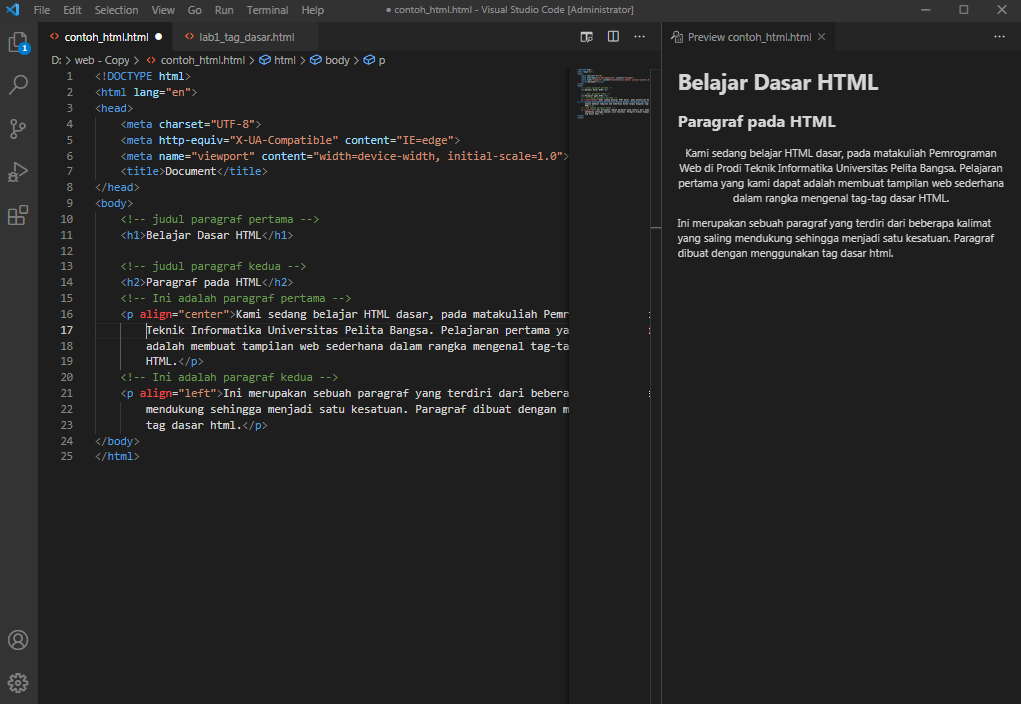 File Edit Selection View Go Run Terminal Help ● contoh_html.html - Visual Studio Code [Administrator]
1
contoh_html.html ●
lab1_tag_dasar.html
Preview contoh_html.html
D: > web - Copy > contoh_html.html > html > body > p
1 <!DOCTYPE html>
2 <html lang="en">
3 <head>
4 <meta charset="UTF-8">
5 <meta http-equiv="X-UA-Compatible" content="IE=edge">
6 <meta name="viewport" content="width=device-width, initial-scale=1.0">
7 <title>Document</title>
8 </head>
9 <body>
10 <!-- judul paragraf pertama -->
11 <h1>Belajar Dasar HTML</h1>
12
13 <!-- judul paragraf kedua -->
14 <h2>Paragraf pada HTML</h2>
15 <!-- Ini adalah paragraf pertama -->
16 <p align="center">Kami sedang belajar HTML dasar, pada matakuliah Pemr
17 Teknik Informatika Universitas Pelita Bangsa. Pelajaran pertama ya
18 adalah membuat tampilan web sederhana dalam rangka mengenal tag-ta
19 HTML.</p>
20 <!-- Ini adalah paragraf kedua -->
21 <p align="left">Ini merupakan sebuah paragraf yang terdiri dari bebera
22 mendukung sehingga menjadi satu kesatuan. Paragraf dibuat dengan m
23 tag dasar html.</p>
24 </body>
25 </html>
Belajar Dasar HTML
Paragraf pada HTML
Kami sedang belajar HTML dasar, pada matakuliah Pemrograman
Web di Prodi Teknik Informatika Universitas Pelita Bangsa. Pelajaran
pertama yang kami dapat adalah membuat tampilan web sederhana
dalam rangka mengenal tag-tag dasar HTML.
Ini merupakan sebuah paragraf yang terdiri dari beberapa kalimat
yang saling mendukung sehingga menjadi satu kesatuan. Paragraf
dibuat dengan menggunakan tag dasar html.